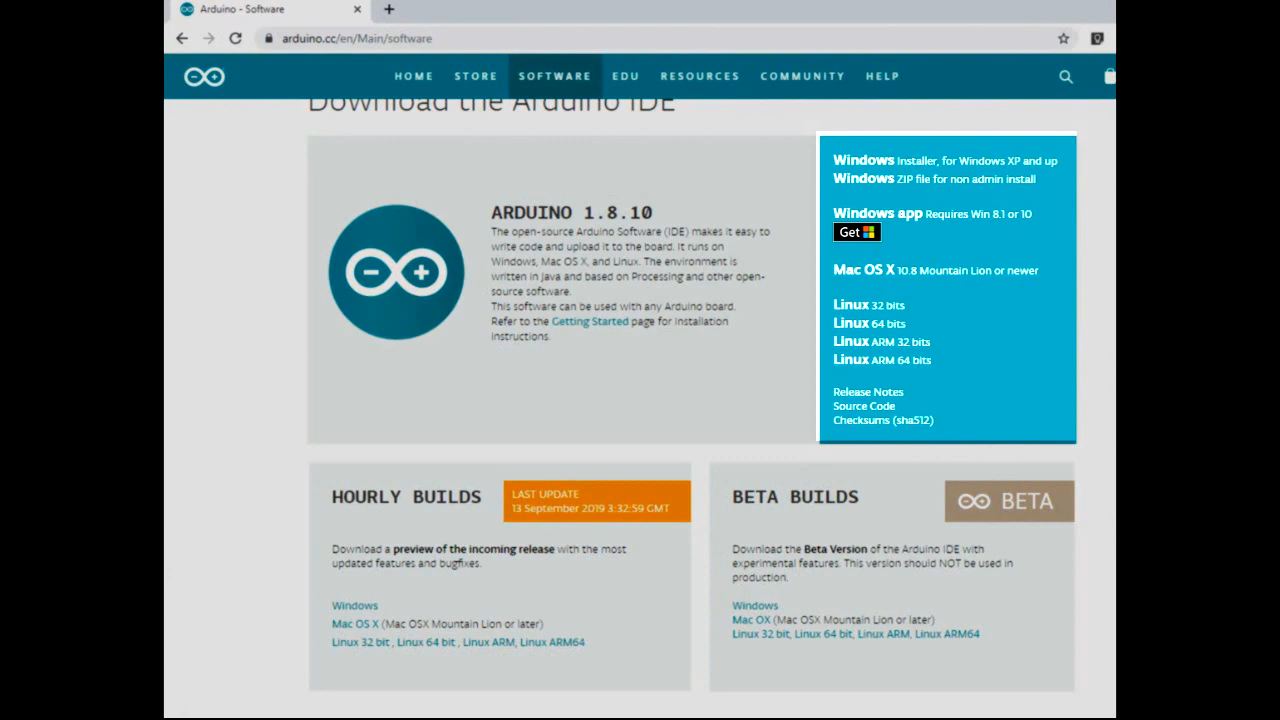 Arduino - Software
arduino.cc/en/Main/software
HOME STORE SOFTWARE EDU RESOURCES COMMUNITY HELP
Download the Arduino IDE
ARDUINO 1.8.10
The open-source Arduino Software (IDE) makes it easy to
write code and upload it to the board. It runs on
Windows, Mac OS X, and Linux. The environment is
written in Java and based on Processing and other open-
source software.
This software can be used with any Arduino board.
Refer to the Getting Started page for Installation
instructions.
Windows Installer, for Windows XP and up
Windows ZIP file for non admin install
Windows app Requires Win 8.1 or 10
Get
Mac OS X 10.8 Mountain Lion or newer
Linux 32 bits
Linux 64 bits
Linux ARM 32 bits
Linux ARM 64 bits
Release Notes
Source Code
Checksums (sha512)
HOURLY BUILDS
LAST UPDATE
13 September 2019 3:32:59 GMT
Download a preview of the incoming release with the most
updated features and bugfixes.
Windows
Mac OS X (Mac OSX Mountain Lion or later)
Linux 32 bit , Linux 64 bit , Linux ARM, Linux ARM64
BETA BUILDS
BETA
Download the Beta Version of the Arduino IDE with
experimental features. This version should NOT be used in
production.
Windows
Mac OX (Mac OSX Mountain Lion or later)
Linux 32 bit, Linux 64 bit, Linux ARM, Linux ARM64